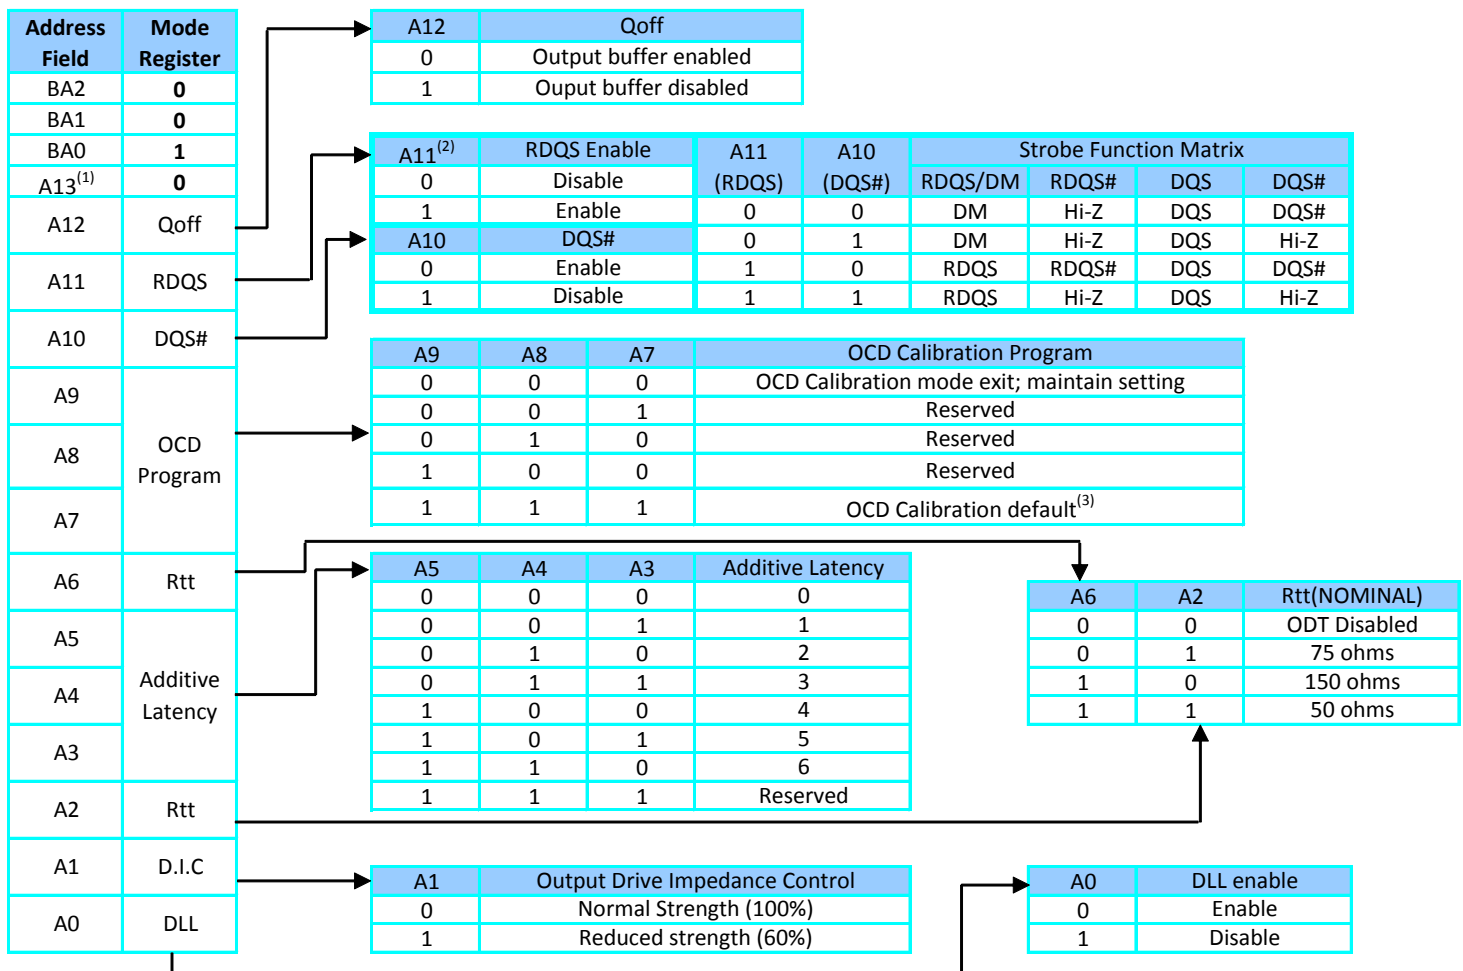 Address Field Mode Register
BA2 0
BA1 0
BA0 1
A13(1) 0
A12 Qoff
A11 RDQS
A10 DQS#
A9
A8
A7
OCD Program
A6 Rtt
A5
A4
A3
Additive Latency
A2 Rtt
A1 D.I.C
A0 DLL
A12 Qoff
0 Output buffer enabled
1 Ouput buffer disabled
A11(2) RDQS Enable
0 Disable
1 Enable
A10 DQS#
0 Enable
1 Disable
A11 A10 Strobe Function Matrix
(RDQS) (DQS#) RDQS/DM RDQS# DQS DQS#
0 0 DM Hi-Z DQS DQS#
0 1 DM Hi-Z DQS Hi-Z
1 0 RDQS RDQS# DQS DQS#
1 1 RDQS Hi-Z DQS Hi-Z
A9 A8 A7 OCD Calibration Program
0 0 0 OCD Calibration mode exit; maintain setting
0 0 1 Reserved
0 1 0 Reserved
1 0 0 Reserved
1 1 1 OCD Calibration default(3)
A5 A4 A3 Additive Latency
0 0 0 0
0 0 1 1
0 1 0 2
0 1 1 3
1 0 0 4
1 0 1 5
1 1 0 6
1 1 1 Reserved
A6 A2 Rtt(NOMINAL)
0 0 ODT Disabled
0 1 75 ohms
1 0 150 ohms
1 1 50 ohms
A1 Output Drive Impedance Control
0 Normal Strength (100%)
1 Reduced strength (60%)
A0 DLL enable
0 Enable
1 Disable